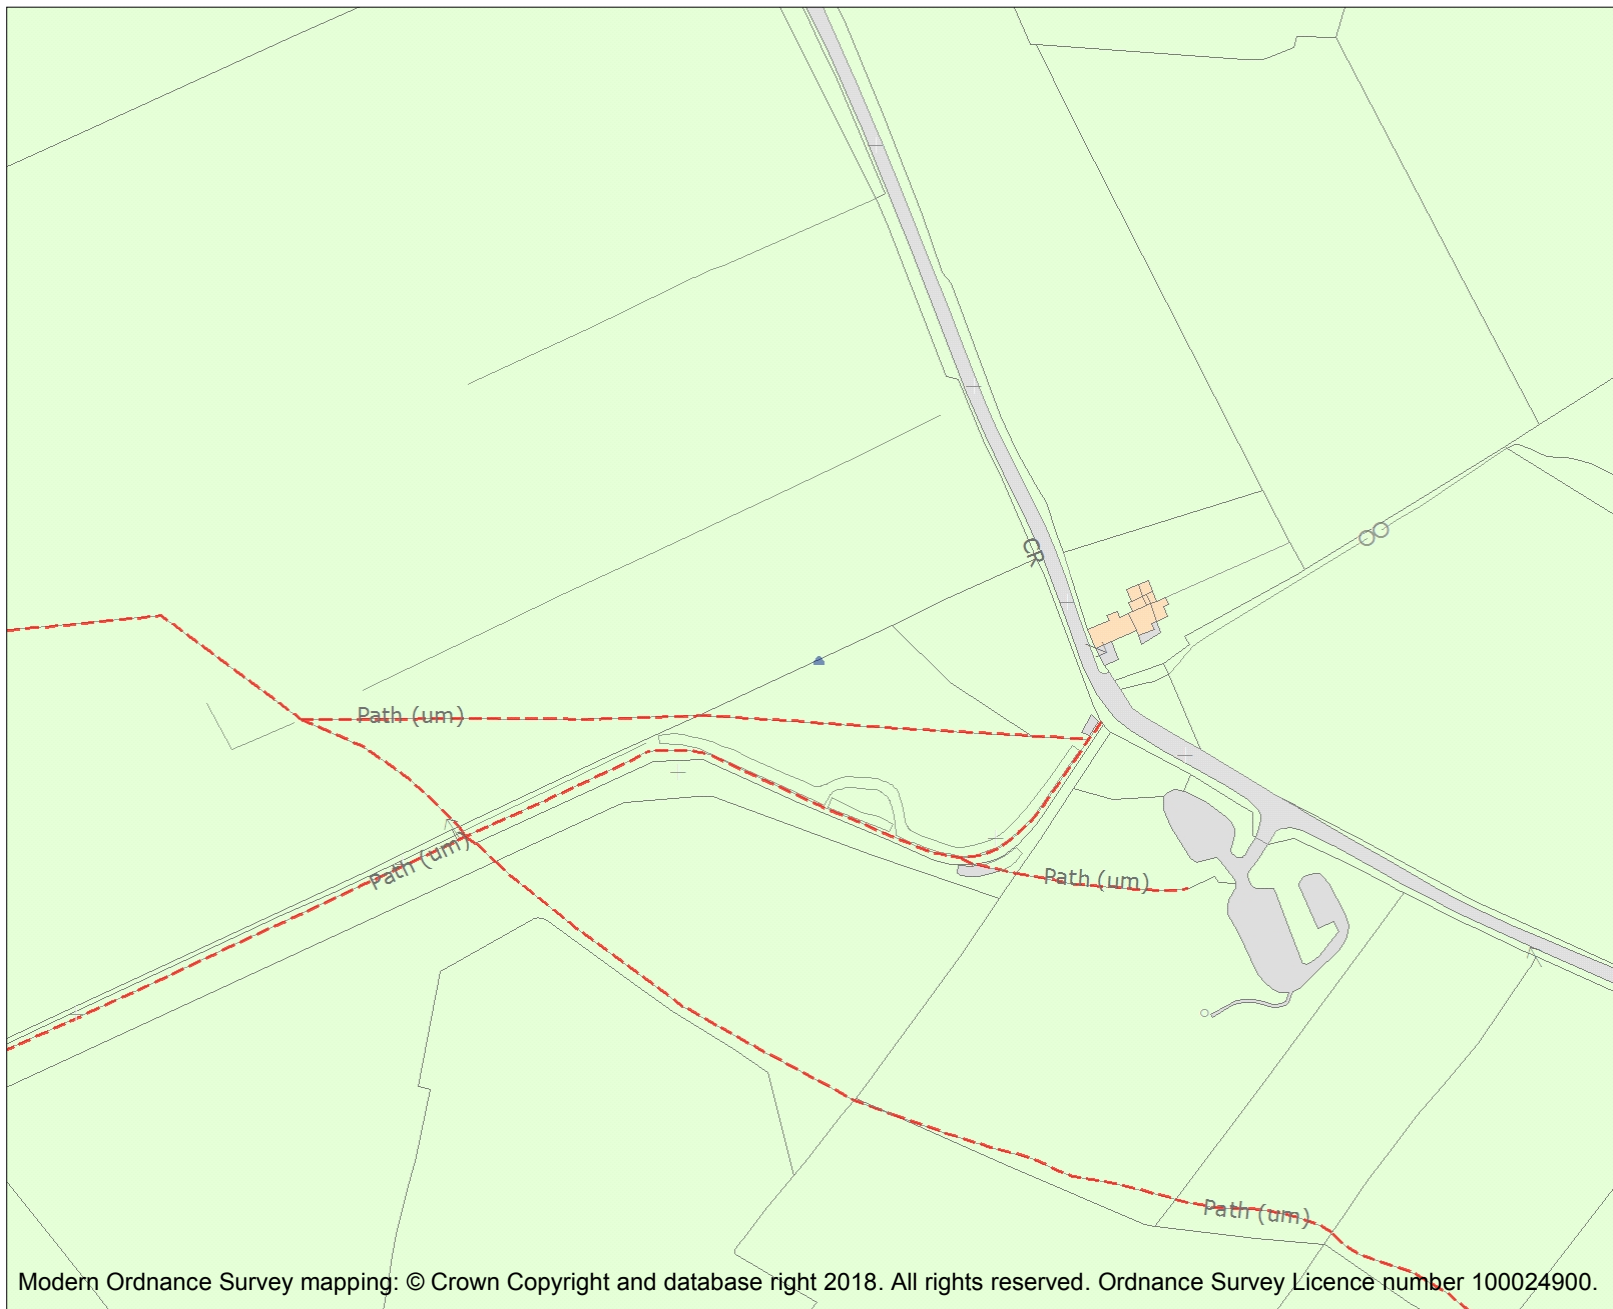 CR
Path (um)
Path (um)
Path (um)
Path (um)
Modern Ordnance Survey mapping: © Crown Copyright and database right 2018. All rights reserved. Ordnance Survey Licence number 100024900.